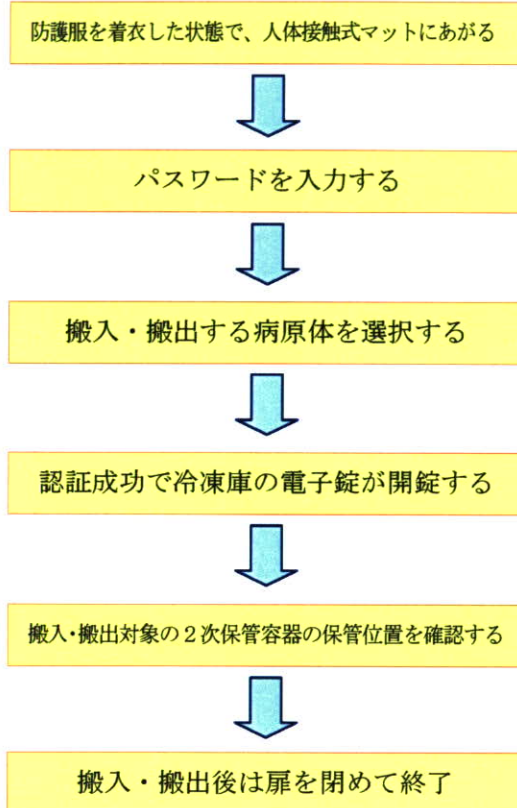 防護服を着衣した状態で、人体接触式マットにあがる
パスワードを入力する
搬入・搬出する病原体を選択する
認証成功で冷凍庫の電子錠が開錠する
搬入・搬出対象の２次保管容器の保管位置を確認する
搬入・搬出後は扉を閉めて終了